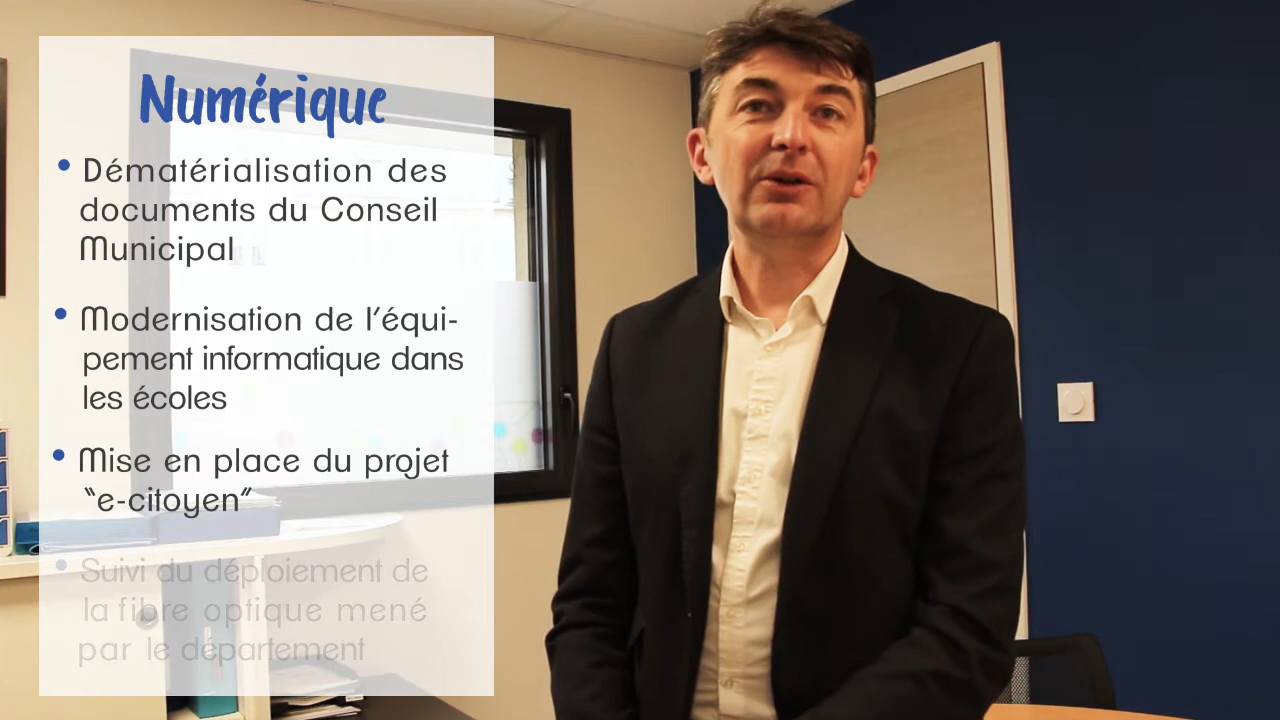 Numérique
• Dématérialisation des
documents du Conseil
Municipal
• Modernisation de l’équi-
pement informatique dans
les écoles
• Mise en place du projet
“e-citoyen”
• Suivi du déploiement de
la fibre optique mené
par le département